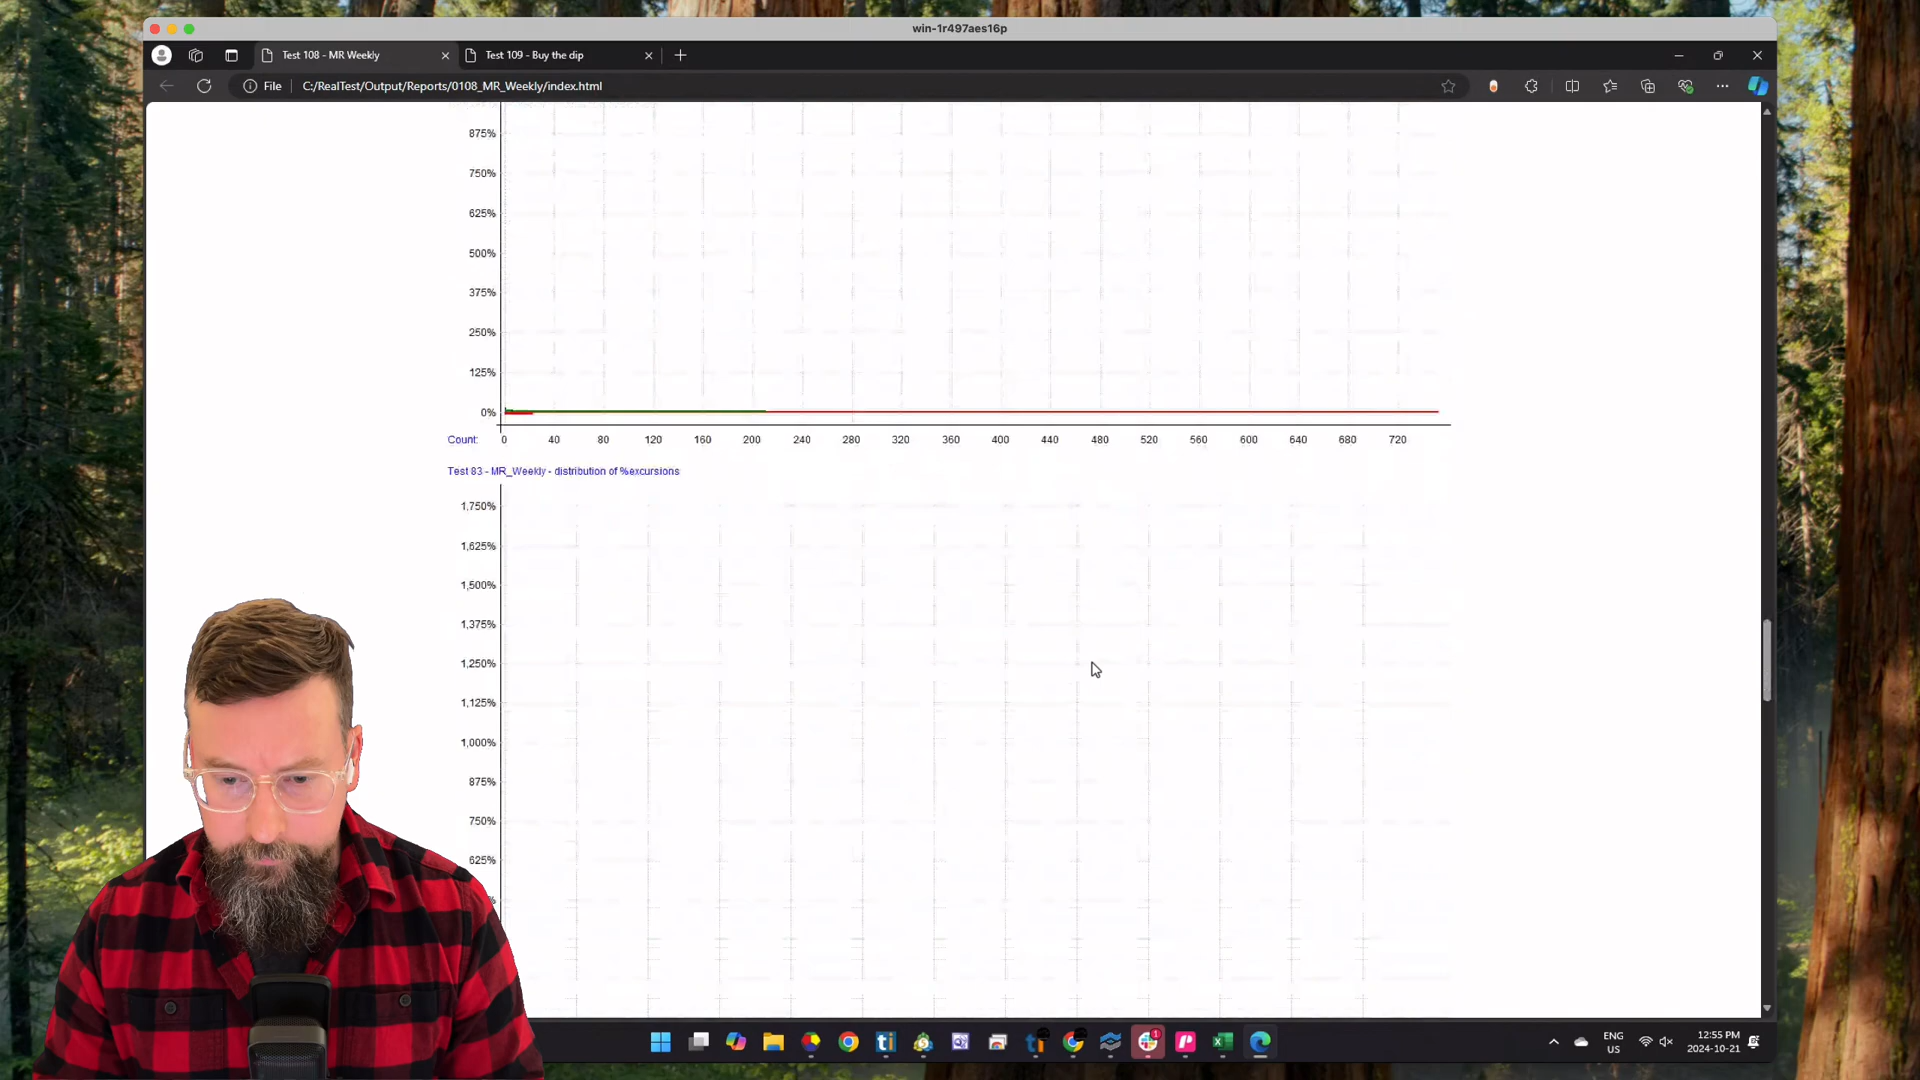 win-1r497aes16p
Test 108 - MR Weekly
Test 109 - Buy the dip
File
C:/RealTest/Output/Reports/0108_MR_Weekly/index.html
875%
750%
625%
500%
375%
250%
125%
0%
Count: 0 40 80 120 160 200 240 280 320 360 400 440 480 520 560 600 640 680 720
Test 83 - MR_Weekly - distribution of %excursions
1,750%
1,625%
1,500%
1,375%
1,250%
1,125%
1,000%
875%
750%
625%
ENG
US
12:55 PM
2024-10-21